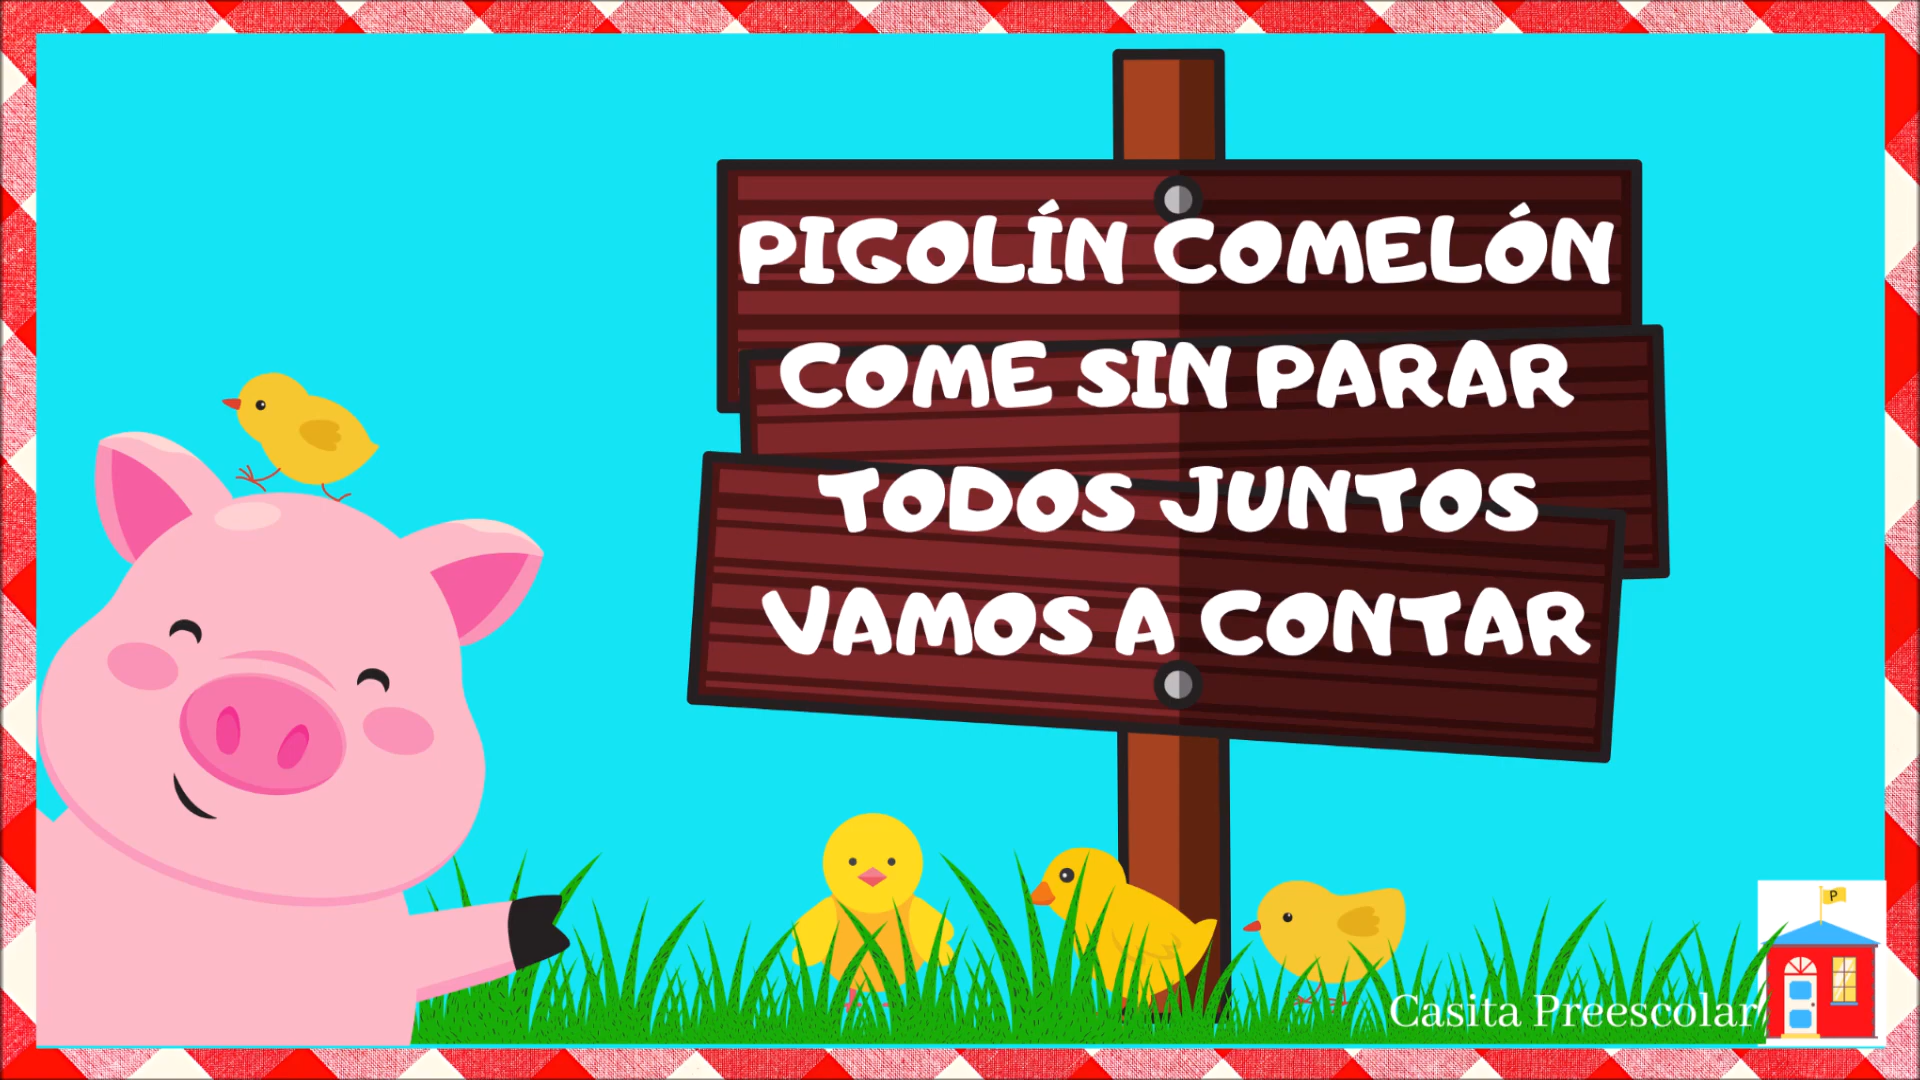 PIGOLÍN COMELÓN
COME SIN PARAR
TODOS JUNTOS
VAMOS A CONTAR
P
Casita Preescolar